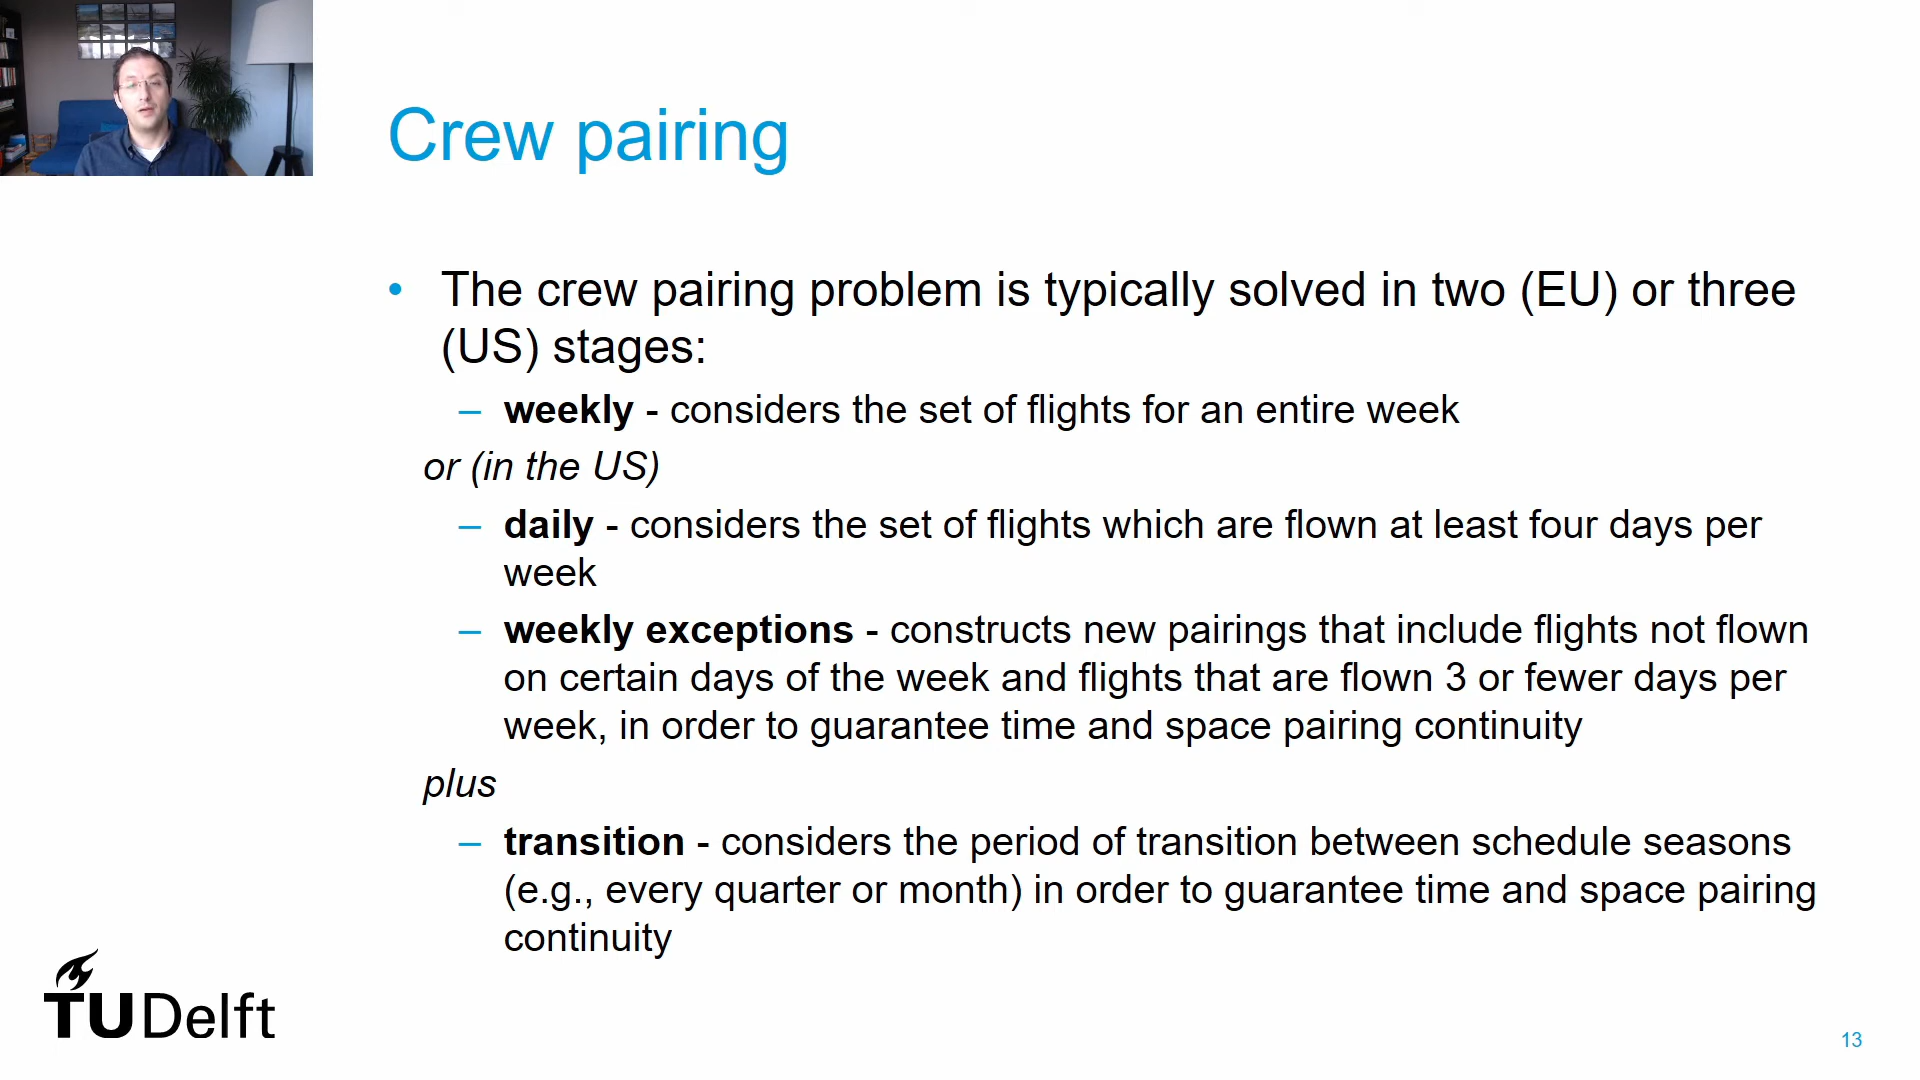 Crew pairing
• The crew pairing problem is typically solved in two (EU) or three
(US) stages:
– weekly - considers the set of flights for an entire week
or (in the US)
– daily - considers the set of flights which are flown at least four days per
week
– weekly exceptions - constructs new pairings that include flights not flown
on certain days of the week and flights that are flown 3 or fewer days per
week, in order to guarantee time and space pairing continuity
plus
– transition - considers the period of transition between schedule seasons
(e.g., every quarter or month) in order to guarantee time and space pairing
continuity
TU Delft
13